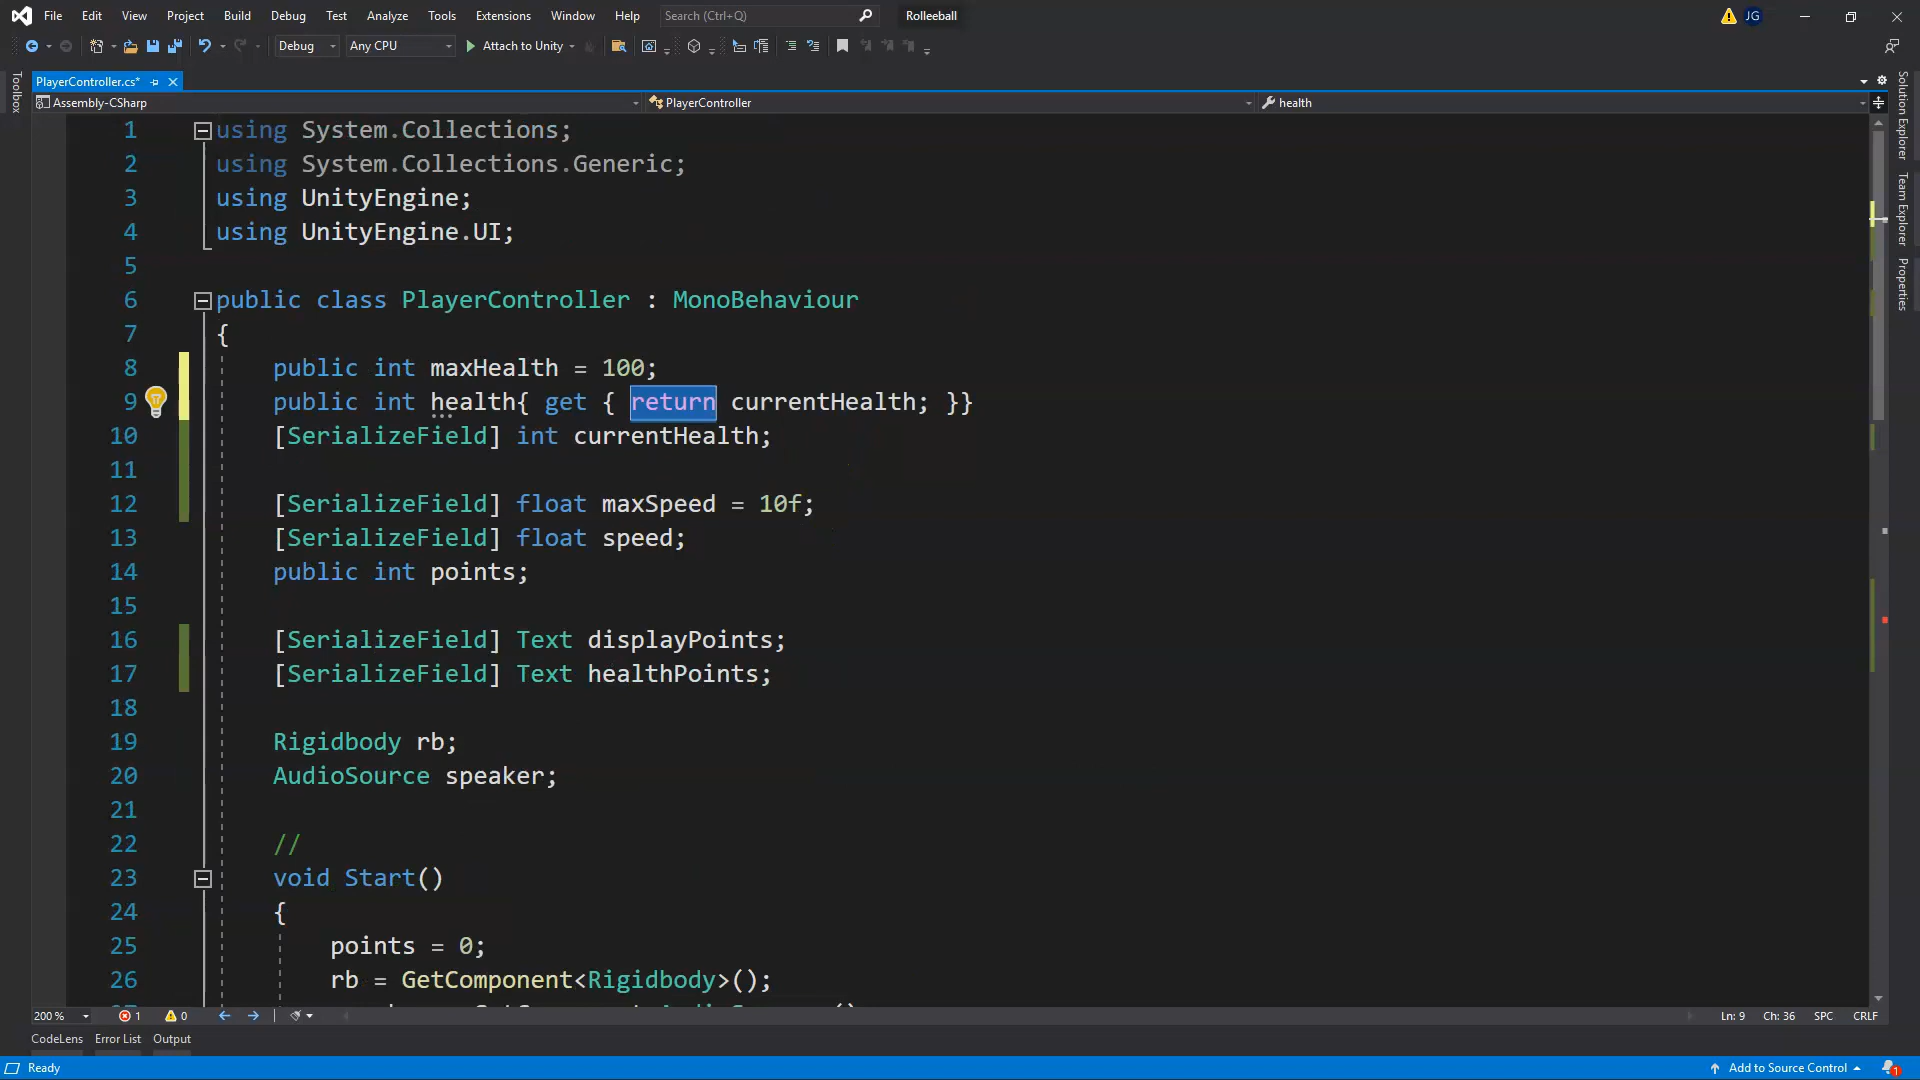 File Edit View Project Build Debug Test Analyze Tools Extensions Window Help Search (Ctrl+Q) Rolleeball JG
Debug Any CPU Attach to Unity
PlayerController.cs*
Assembly-CSharp PlayerController health
Toolbox
Solution Explorer
Team Explorer
Properties
1 using System.Collections;
2 using System.Collections.Generic;
3 using UnityEngine;
4 using UnityEngine.UI;
5
6 public class PlayerController : MonoBehaviour
7 {
8 public int maxHealth = 100;
9 public int health{ get { return currentHealth; }}
10 [SerializeField] int currentHealth;
11
12 [SerializeField] float maxSpeed = 10f;
13 [SerializeField] float speed;
14 public int points;
15
16 [SerializeField] Text displayPoints;
17 [SerializeField] Text healthPoints;
18
19 Rigidbody rb;
20 AudioSource speaker;
21
22 //
23 void Start()
24 {
25 points = 0;
26 rb = GetComponent<Rigidbody>();
200 % 1 0 Ln: 9 Ch: 36 SPC CRLF
CodeLens Error List Output
Ready Add to Source Control 1